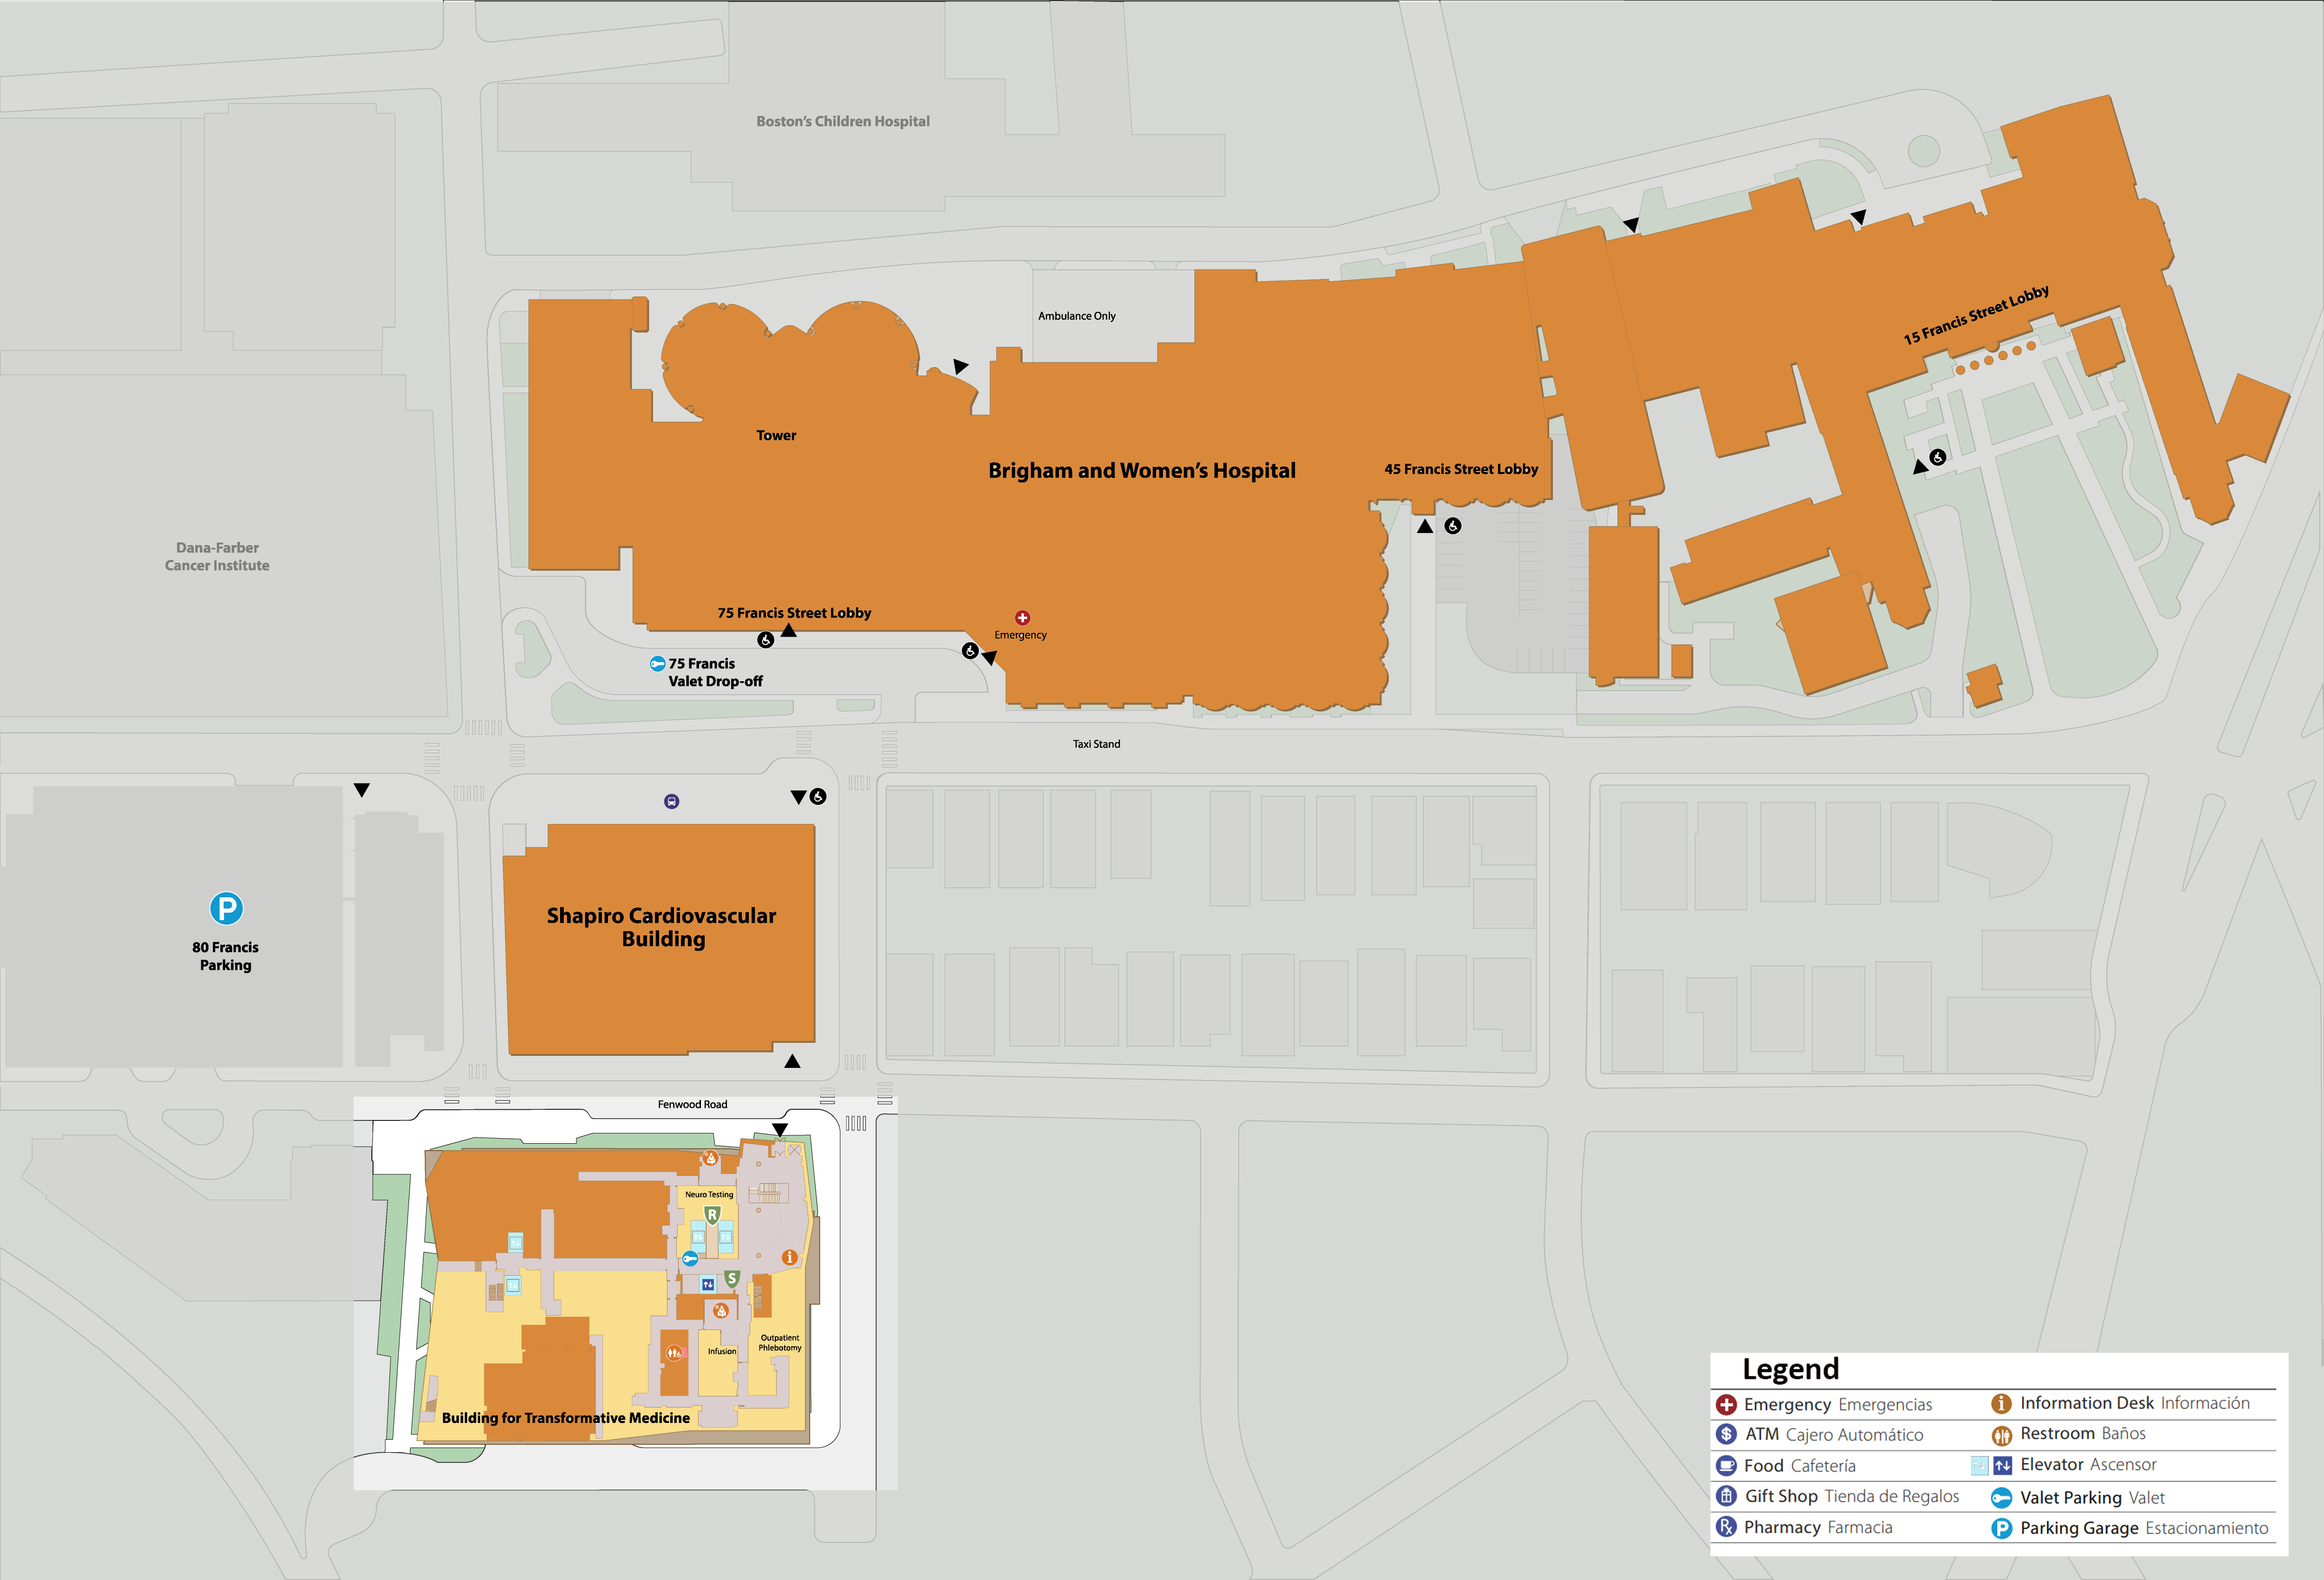 Boston's Children Hospital
Ambulance Only
15 Francis Street Lobby
Tower
Brigham and Women's Hospital
45 Francis Street Lobby
Dana-Farber
Cancer Institute
75 Francis Street Lobby
Emergency
75 Francis
Valet Drop-off
Taxi Stand
P
80 Francis
Parking
Shapiro Cardiovascular
Building
Fenwood Road
Neuro Testing
R
i
S
Outpatient
Phlebotomy
Infusion
Building for Transformative Medicine
Legend
Emergency Emergencias
$ ATM Cajero Automático
Food Cafetería
Gift Shop Tienda de Regalos
Rx Pharmacy Farmacia
i Information Desk Información
Restroom Baños
Elevator Ascensor
Valet Parking Valet
P Parking Garage Estacionamiento